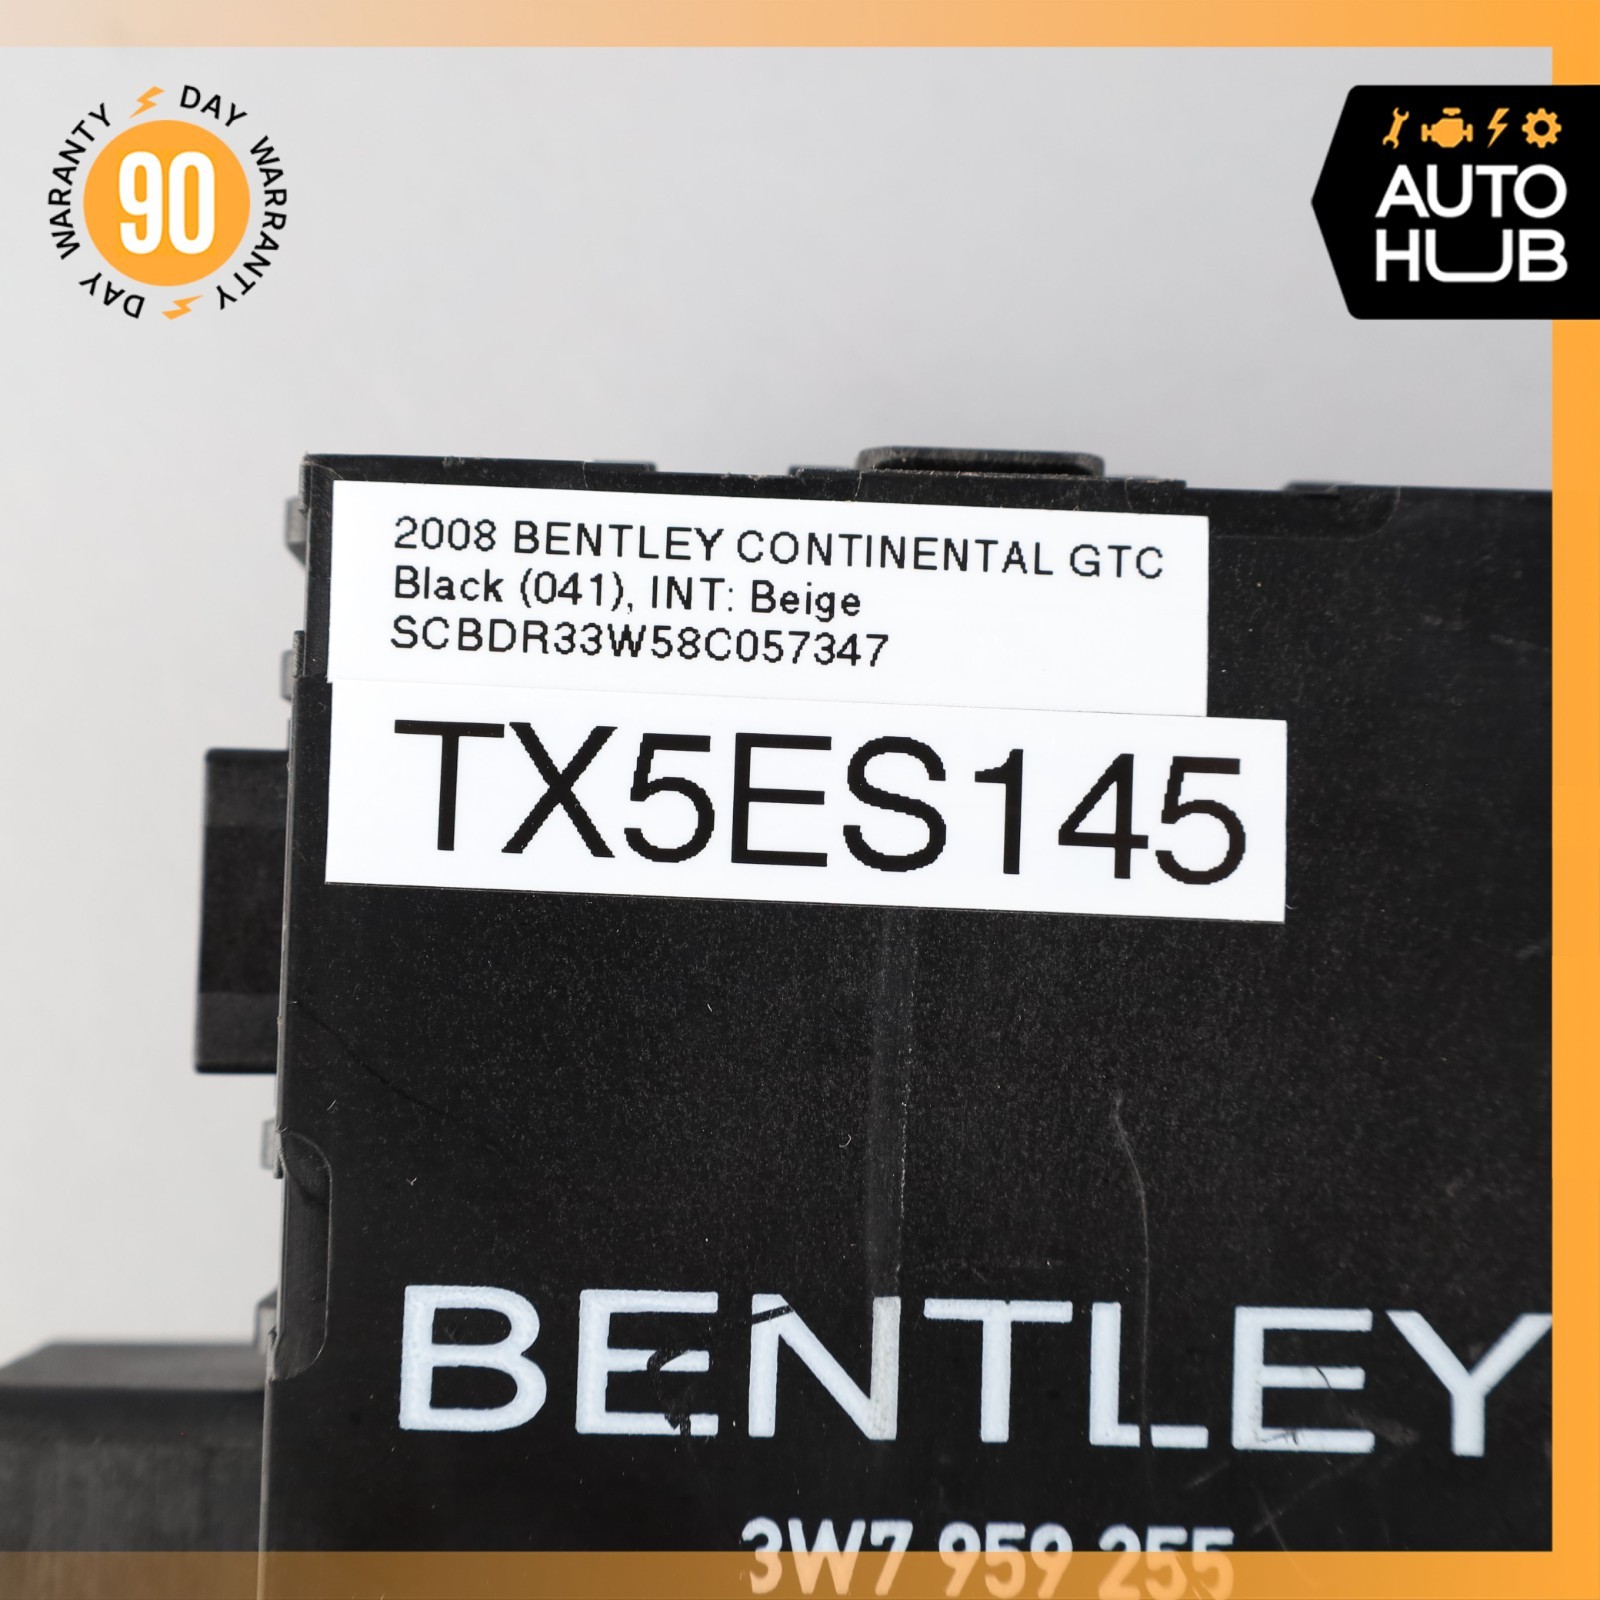 DAY WARRANTY
DAY WARRANTY
90
AUTO
HUB
2008 BENTLEY CONTINENTAL GTC
Black (041), INT: Beige
SCBDR33W58C057347
TX5ES145
BENTLEY
3W7 959 255